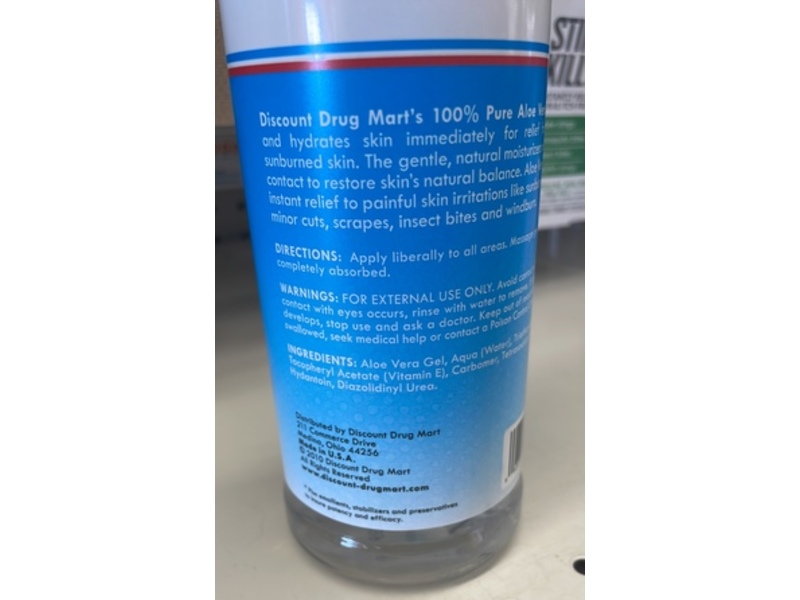 Discount Drug Mart's 100% Pure Aloe
and hydrates skin immediately for relief
sunburned skin. The gentle, natural moisturizer
contact to restore skin's natural balance. Aloe
instant relief to painful skin irritations like
minor cuts, scrapes, insect bites and windburn.
DIRECTIONS: Apply liberally to all areas. Massage
completely absorbed.
WARNINGS: FOR EXTERNAL USE ONLY. Avoid
contact with eyes occurs, rinse with water to remove.
develops, stop use and ask a doctor. Keep out of
swallowed, seek medical help or contact a Poison
INGREDIENTS: Aloe Vera Gel, Aqua (Water),
Tocopheryl Acetate (Vitamin E), Carbomer,
Hydantoin, Diazolidinyl Urea.
Distributed by Discount Drug Mart
211 Commerce Drive
Medina, Ohio 44256
Made in U.S.A.
© 2010 Discount Drug Mart
All Rights Reserved
www.discount-drugmart.com
* Plus emollients, stabilizers and preservatives
to insure potency and efficacy.